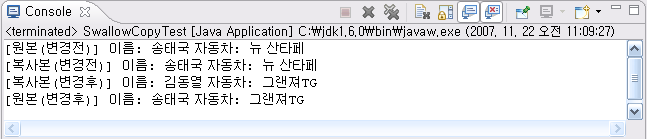 Console
<terminated> SwallowCopyTest [Java Application] C:￦jdk1,6,0￦bin￦javaw,exe (2007, 11, 22 오전 11:09:27)
[원본(변경전)] 이름: 송태국 자동차: 뉴 산타페
[복사본(변경전)] 이름: 송태국 자동차: 뉴 산타페
[복사본(변경후)] 이름: 김동열 자동차: 그랜져TG
[원본(변경후)] 이름: 송태국 자동차: 그랜져TG